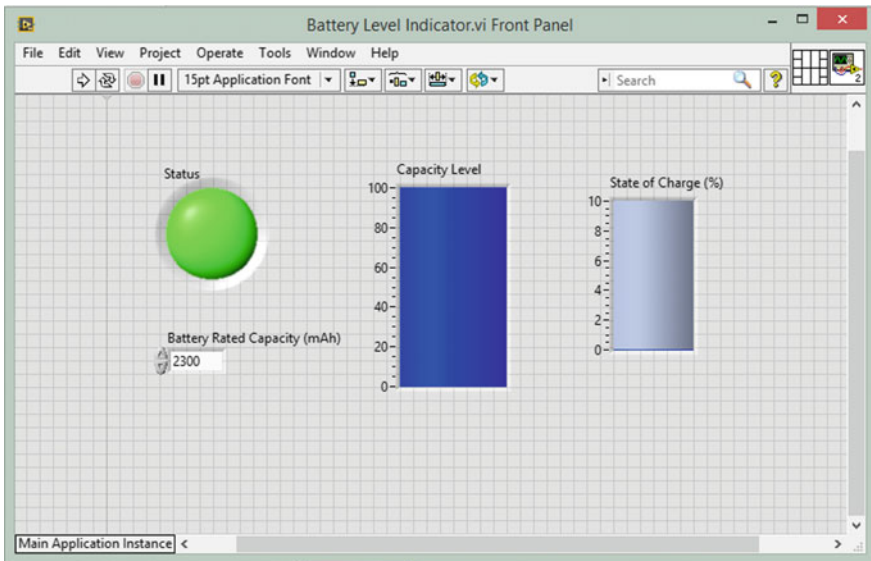 Battery Level Indicator.vi Front Panel
File Edit View Project Operate Tools Window Help
15pt Application Font
Search
2
Status
Capacity Level
State of Charge (%)
100
80
60
40
20
0
10
8
6
4
2
0
Battery Rated Capacity (mAh)
2300
Main Application Instance